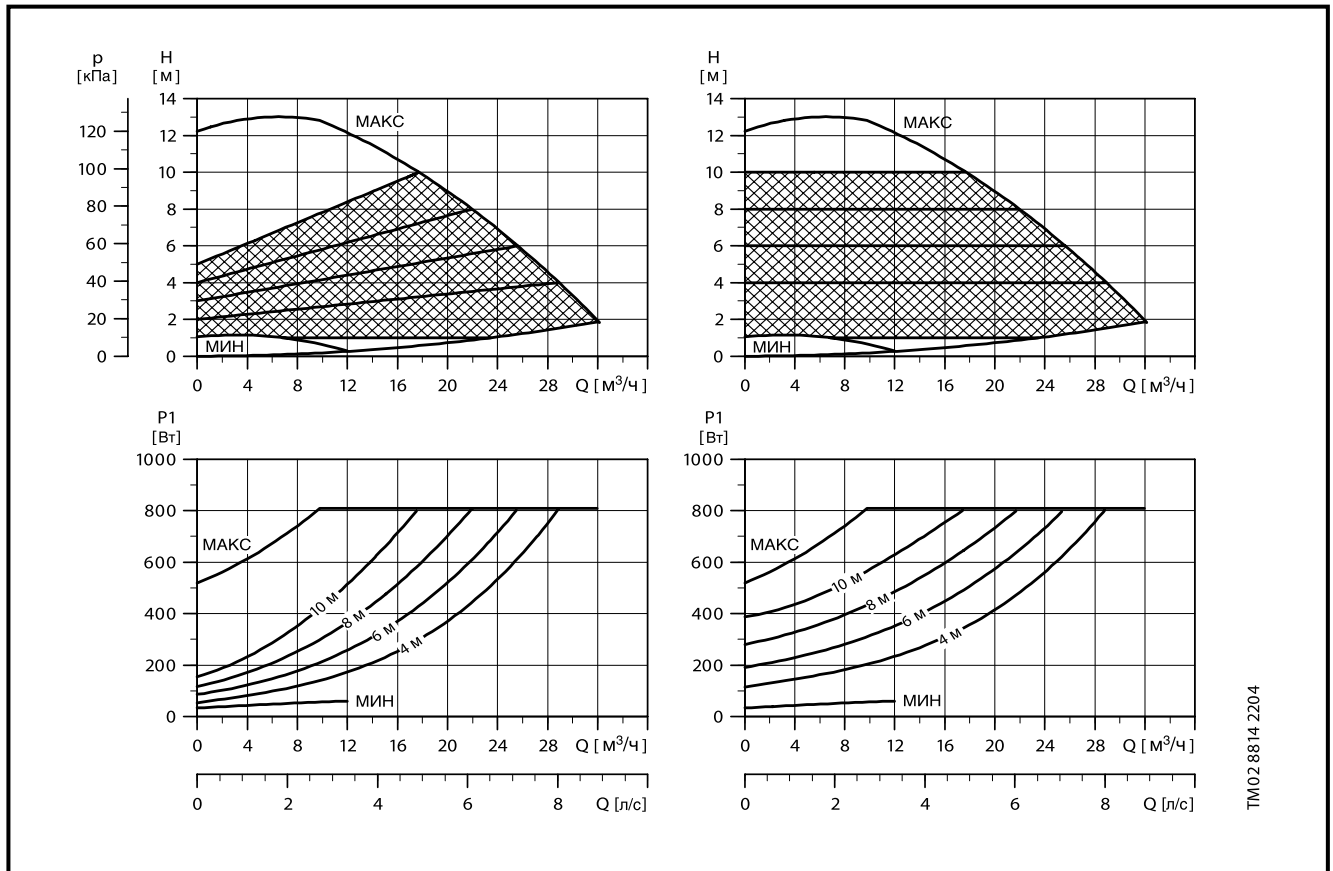 p
[кПа]
H
[м]
14
12
10
8
6
4
2
0
120
100
80
60
40
20
0
МАКС
МИН
0 4 8 12 16 20 24 28 Q [м³/ч]
H
[м]
14
12
10
8
6
4
2
0
МАКС
МИН
0 4 8 12 16 20 24 28 Q [м³/ч]
P1
[Вт]
1000
800
600
400
200
0
МАКС
10 м
8 м
6 м
4 м
МИН
0 4 8 12 16 20 24 28 Q [м³/ч]
0 2 4 6 8 Q [л/с]
P1
[Вт]
1000
800
600
400
200
0
МАКС
10 м
8 м
6 м
4 м
МИН
0 4 8 12 16 20 24 28 Q [м³/ч]
0 2 4 6 8 Q [л/с]
TM02 8814 2204